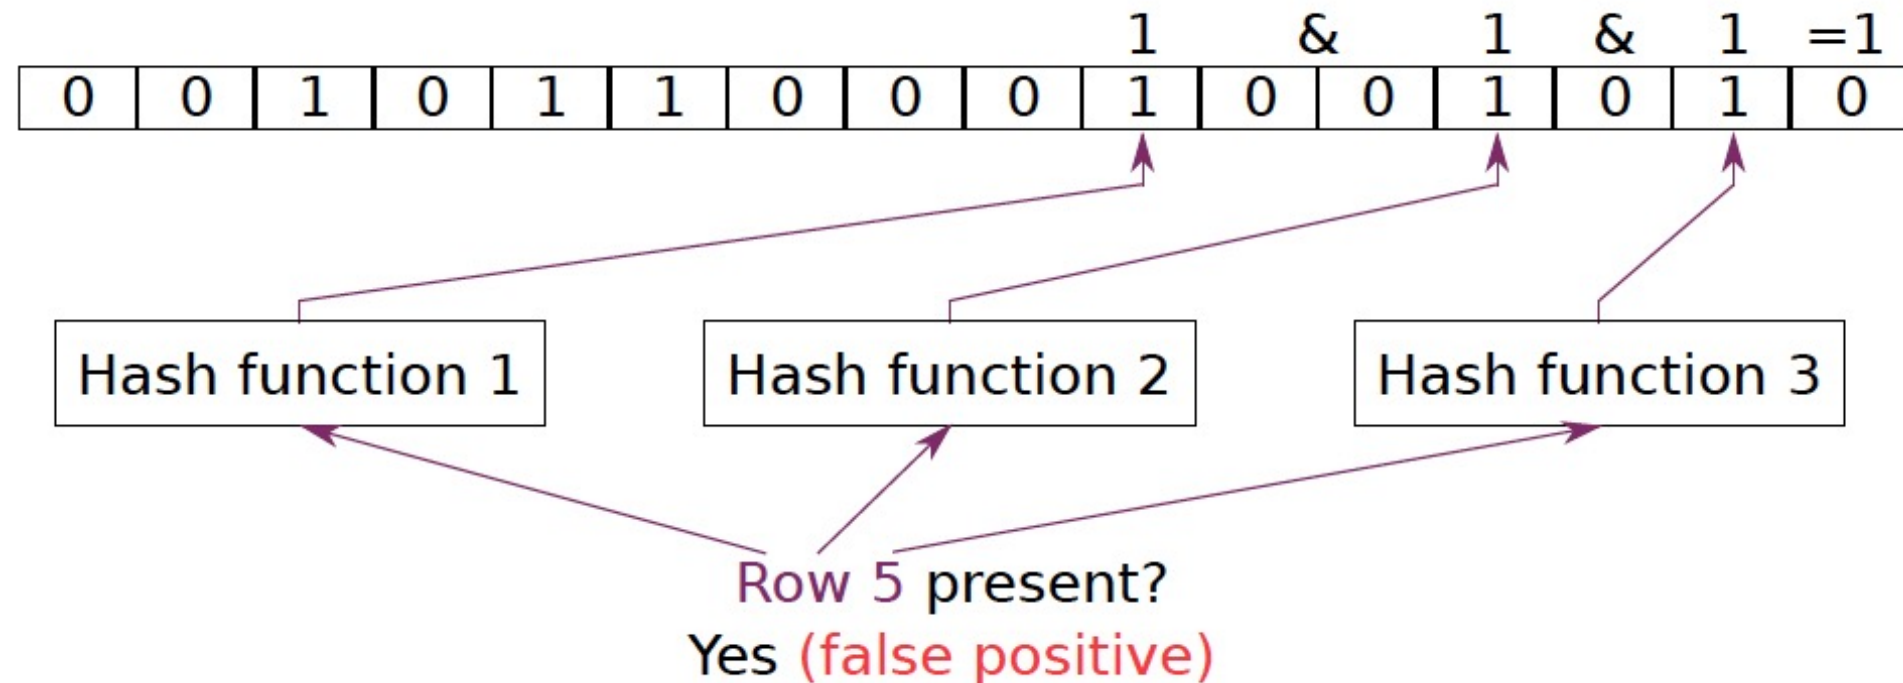 1 & 1 & 1 =1
0 0 1 0 1 1 0 0 0 1 0 0 1 0 1 0
Hash function 1 Hash function 2 Hash function 3
Row 5 present?
Yes (false positive)